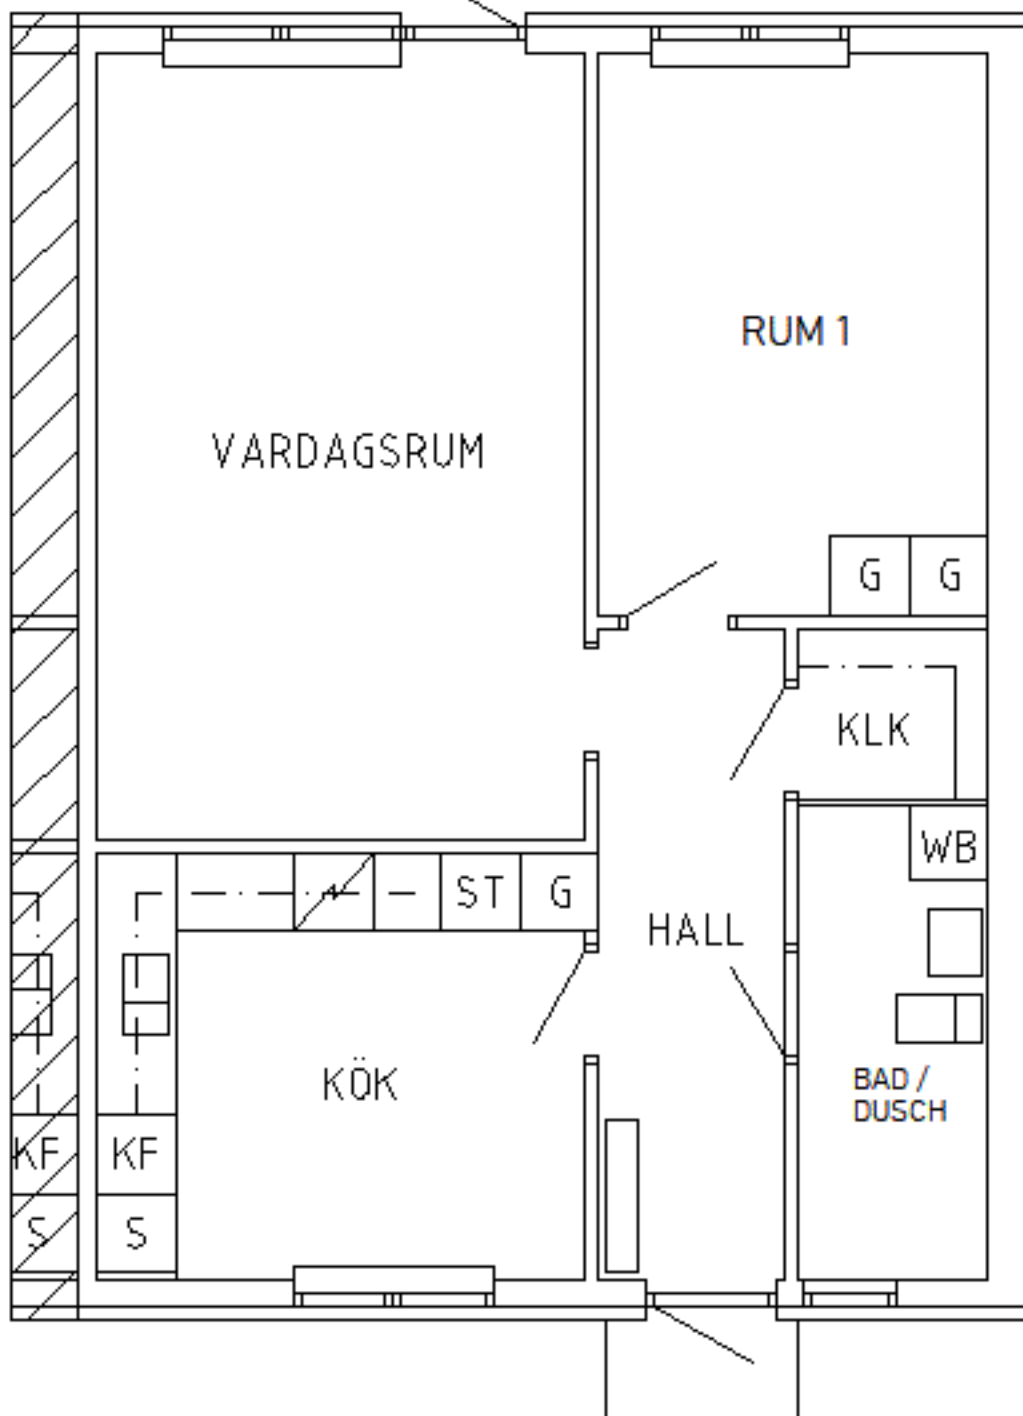 RUM 1
VARDAGSRUM
G G
KLK
WB
ST G
HALL
KÖK
BAD /
DUSCH
KF KF
S S